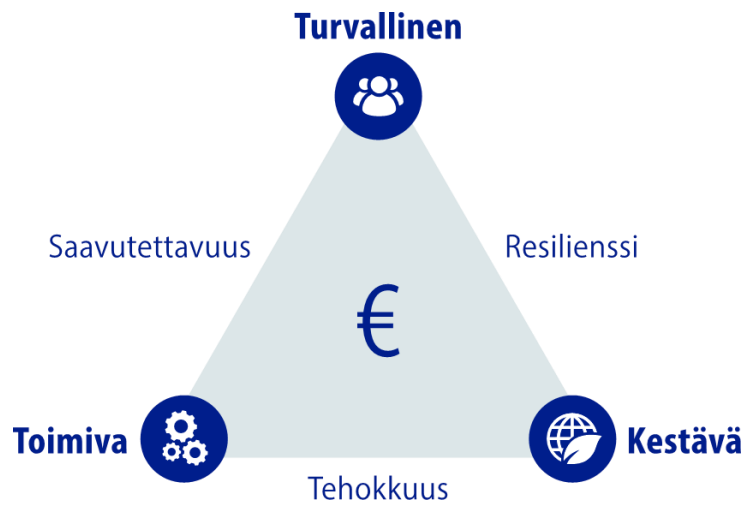 Turvallinen
Saavutettavuus
Resilienssi
€
Toimiva
Kestävä
Tehokkuus